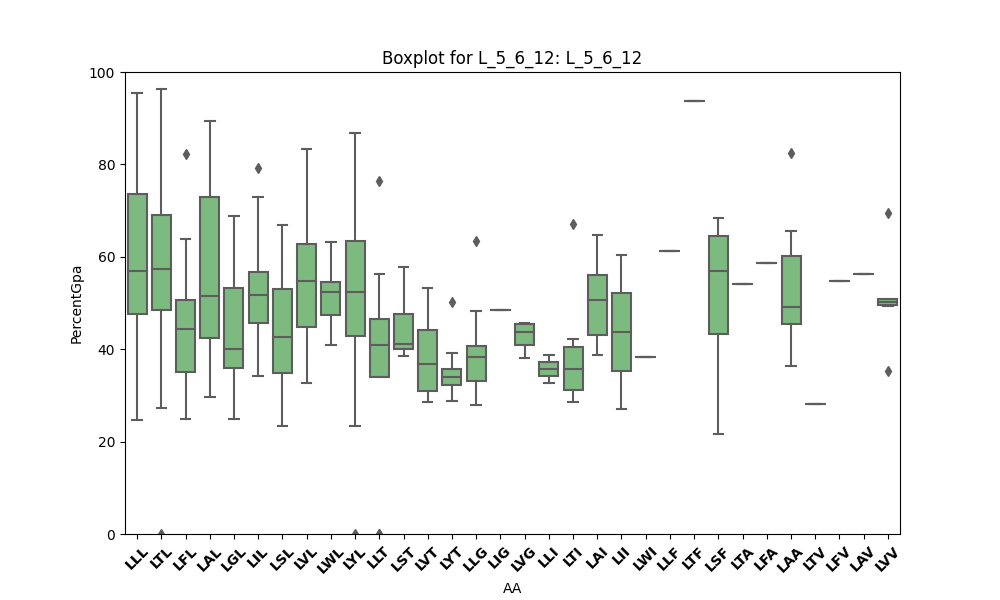 Boxplot for L_5_6_12: L_5_6_12
100
80
60
40
20
0
PercentGpa
LLL LTL LFL LAL LGL LIL LSL LVL LWL LYL LLT LST LVT LYT LLG LIG LVG LLI LTI LAI LII LWI LLF LTF LSF LTA LFA LAA LTV LFV LAV LVV
AA